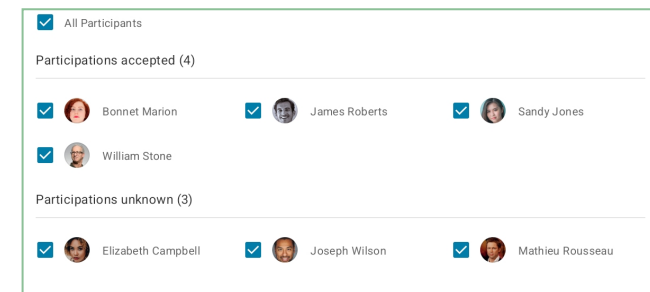 All Participants
Participations accepted (4)
Bonnet Marion James Roberts Sandy Jones
William Stone
Participations unknown (3)
Elizabeth Campbell Joseph Wilson Mathieu Rousseau